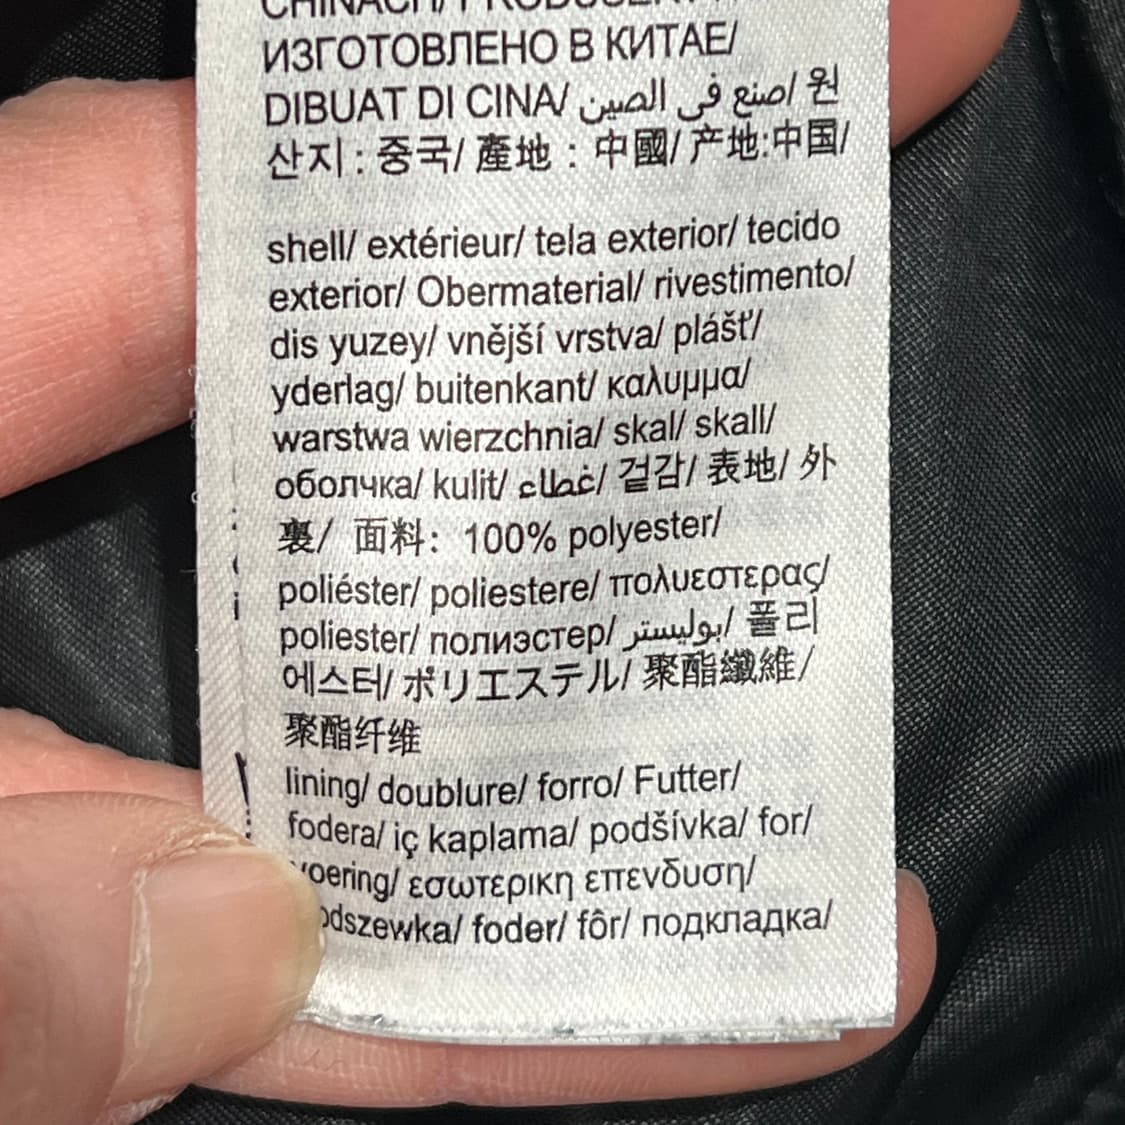 ИЗГОТОВЛЕНО В КИТАЕ/
DIBUAT DI CINA/ صنع في الصين/ 원
산지 : 중국/ 產地 : 中國/ 产地:中国/
shell/ extérieur/ tela exterior/ tecido
exterior/ Obermaterial/ rivestimento/
dis yuzey/ vnější vrstva/ plášť/
yderlag/ buitenkant/ καλυμμα/
warstwa wierzchnia/ skal/ skall/
оболчка/ kulit/ غطاء/ 겉감/ 表地/ 外
裏/ 面料: 100% polyester/
poliéster/ poliestere/ πολυεστερας/
poliester/ полиэстер/ بوليستر/ 폴리
에스터/ ポリエステル/ 聚酯纖維/
聚酯纤维
lining/ doublure/ forro/ Futter/
fodera/ iç kaplama/ podšívka/ for/
εσωτερικη επενδυση/
foder/ fôr/ подкладка/